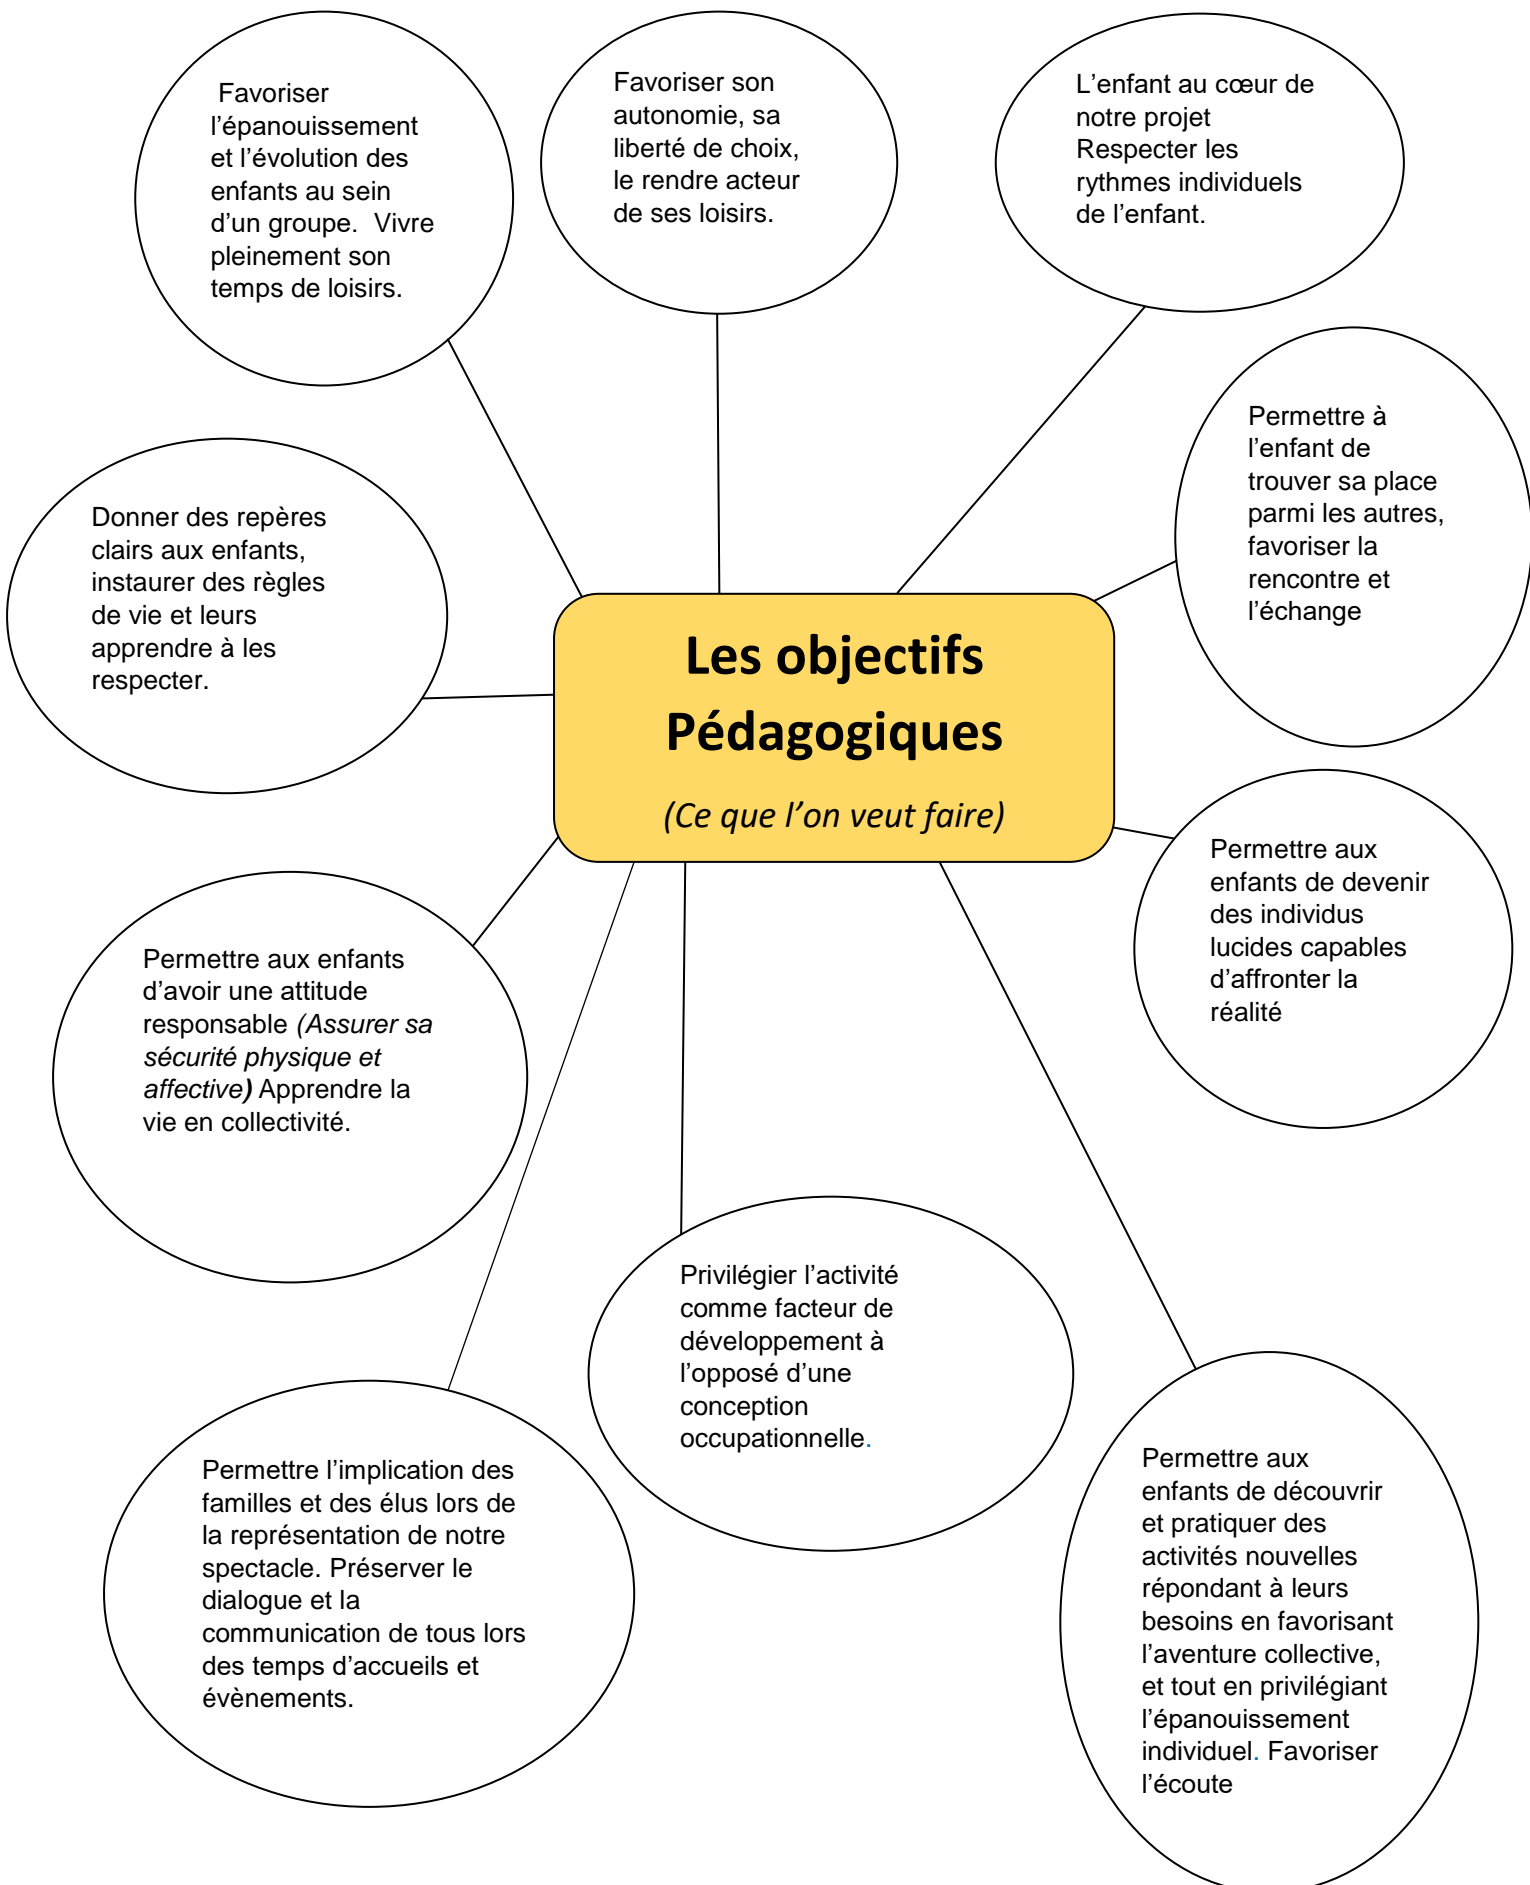 Favoriser
l’épanouissement
et l’évolution des
enfants au sein
d’un groupe.  Vivre
pleinement son
temps de loisirs.
Favoriser son
autonomie, sa
liberté de choix,
le rendre acteur
de ses loisirs.
L’enfant au cœur de
notre projet
Respecter les
rythmes individuels
de l’enfant.
Permettre à
l’enfant de
trouver sa place
parmi les autres,
favoriser la
rencontre et
l’échange
Donner des repères
clairs aux enfants,
instaurer des règles
de vie et leurs
apprendre à les
respecter.
Les objectifs
Pédagogiques
(Ce que l’on veut faire)
Permettre aux
enfants de devenir
des individus
lucides capables
d’affronter la
réalité
Permettre aux enfants
d’avoir une attitude
responsable (Assurer sa
sécurité physique et
affective) Apprendre la
vie en collectivité.
Privilégier l’activité
comme facteur de
développement à
l’opposé d’une
conception
occupationnelle.
Permettre l’implication des
familles et des élus lors de
la représentation de notre
spectacle. Préserver le
dialogue et la
communication de tous lors
des temps d’accueils et
évènements.
Permettre aux
enfants de découvrir
et pratiquer des
activités nouvelles
répondant à leurs
besoins en favorisant
l’aventure collective,
et tout en privilégiant
l’épanouissement
individuel. Favoriser
l’écoute